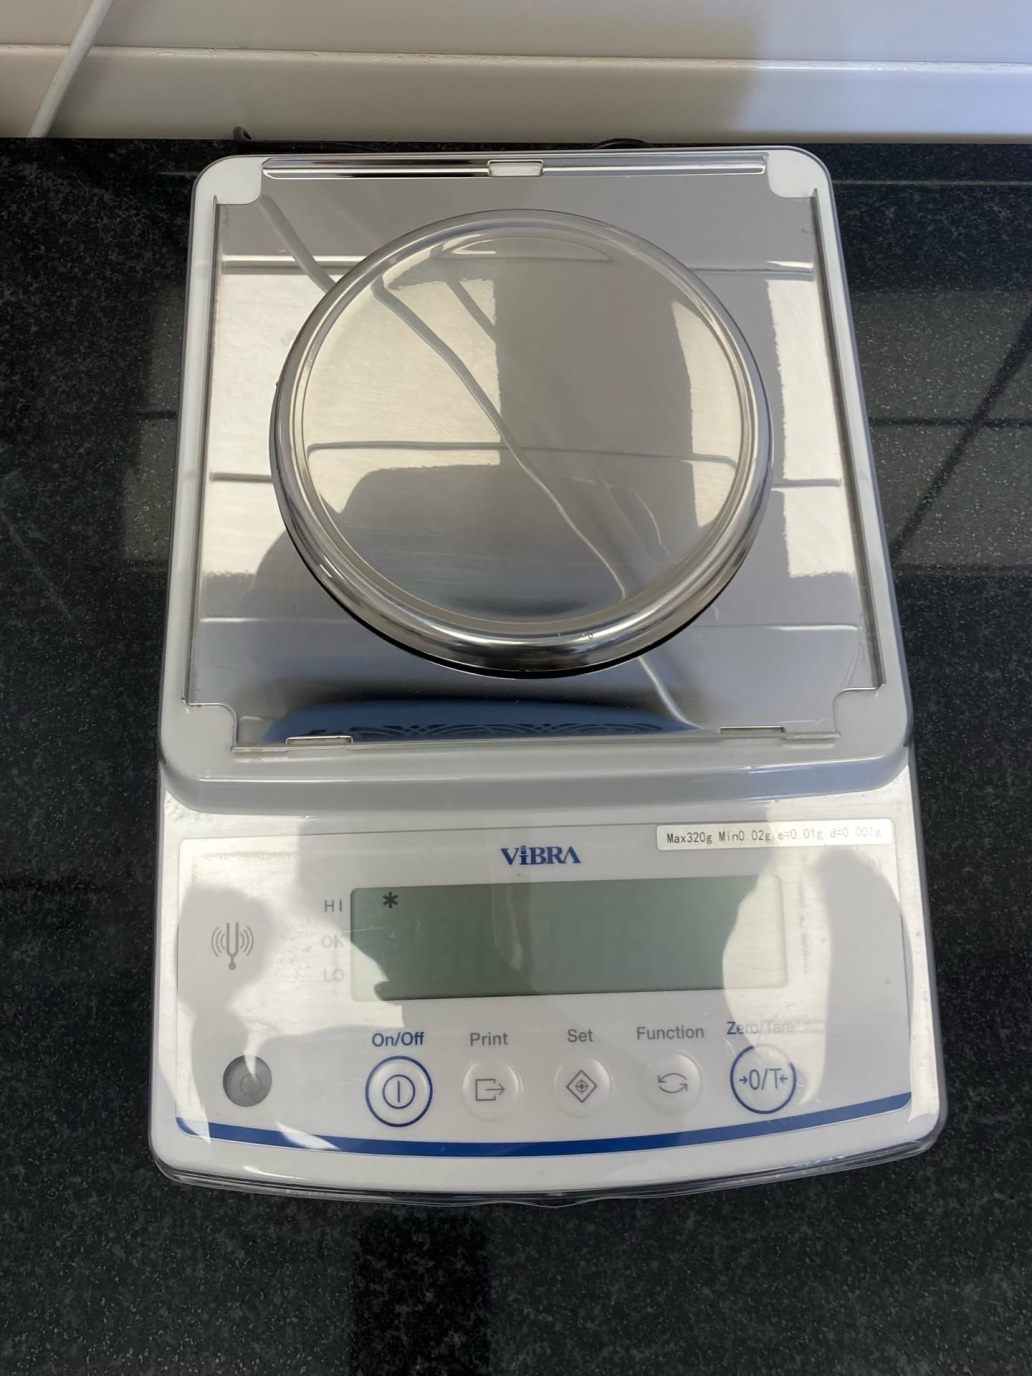 Max320g Min0.02g e=0.01g d=0.001g
ViBRA
HI
*
OK
LO
On/Off
Print
Set
Function
Zero/Tare
→0/T←